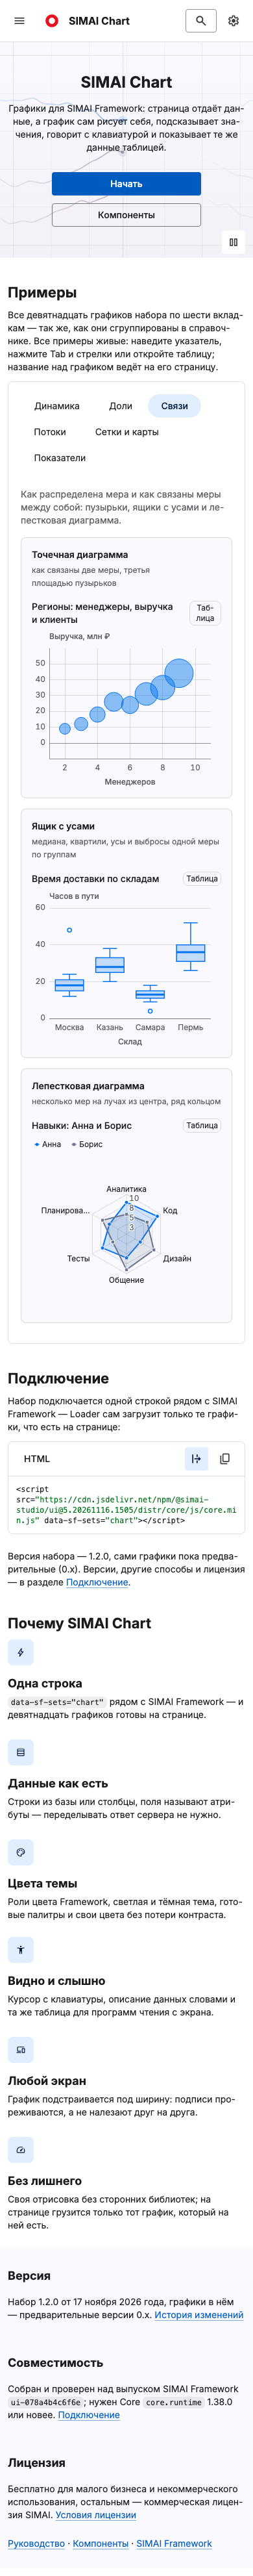 SIMAI Chart
SIMAI Chart
Графики для SIMAI Framework: страница отдаёт дан-
ные, а график сам рисует себя, подсказывает зна-
чения, говорит с клавиатурой и показывает те же
данные таблицей.
Начать
Компоненты
Примеры
Все девятнадцать графиков набора по шести вклад-
кам — так же, как они сгруппированы в справоч-
нике. Все примеры живые: наведите указатель,
нажмите Tab и стрелки или откройте таблицу;
название над графиком ведёт на его страницу.
Динамика
Доли
Связи
Потоки
Сетки и карты
Показатели
Как распределена мера и как связаны меры
между собой: пузырьки, ящики с усами и ле-
пестковая диаграмма.
Точечная диаграмма
как связаны две меры, третья
площадью пузырьков
Регионы: менеджеры, выручка
и клиенты
Таб-
лица
Выручка, млн ₽
50
40
30
20
10
0
2 4 6 8 10
Менеджеров
Ящик с усами
медиана, квартили, усы и выбросы одной меры
по группам
Время доставки по складам
Таблица
Часов в пути
60
40
20
0
Москва Казань Самара Пермь
Склад
Лепестковая диаграмма
несколько мер на лучах из центра, ряд кольцом
Навыки: Анна и Борис
Таблица
Анна Борис
Аналитика
10
8
5
3
Планирова... Код
Тесты Дизайн
Общение
Подключение
Набор подключается одной строкой рядом с SIMAI
Framework — Loader сам загрузит только те графи-
ки, что есть на странице:
HTML
<script
src="https://cdn.jsdelivr.net/npm/@simai-
studio/ui@5.20261116.1505/distr/core/js/core.mi
n.js" data-sf-sets="chart"></script>
Версия набора — 1.2.0, сами графики пока предва-
рительные (0.x). Версии, другие способы и лицензия
— в разделе Подключение.
Почему SIMAI Chart
Одна строка
data-sf-sets="chart" рядом с SIMAI Framework — и
девятнадцать графиков готовы на странице.
Данные как есть
Строки из базы или столбцы, поля называют атри-
буты — переделывать ответ сервера не нужно.
Цвета темы
Роли цвета Framework, светлая и тёмная тема, гото-
вые палитры и свои цвета без потери контраста.
Видно и слышно
Курсор с клавиатуры, описание данных словами и
та же таблица для программ чтения с экрана.
Любой экран
График подстраивается под ширину: подписи про-
реживаются, а не налезают друг на друга.
Без лишнего
Своя отрисовка без сторонних библиотек; на
странице грузится только тот график, который на
ней есть.
Версия
Набор 1.2.0 от 17 ноября 2026 года, графики в нём
— предварительные версии 0.x. История изменений
Совместимость
Собран и проверен над выпуском SIMAI Framework
ui-078a4b4c6f6e; нужен Core core.runtime 1.38.0
или новее. Подключение
Лицензия
Бесплатно для малого бизнеса и некоммерческого
использования, остальным — коммерческая лицен-
зия SIMAI. Условия лицензии
Руководство · Компоненты · SIMAI Framework